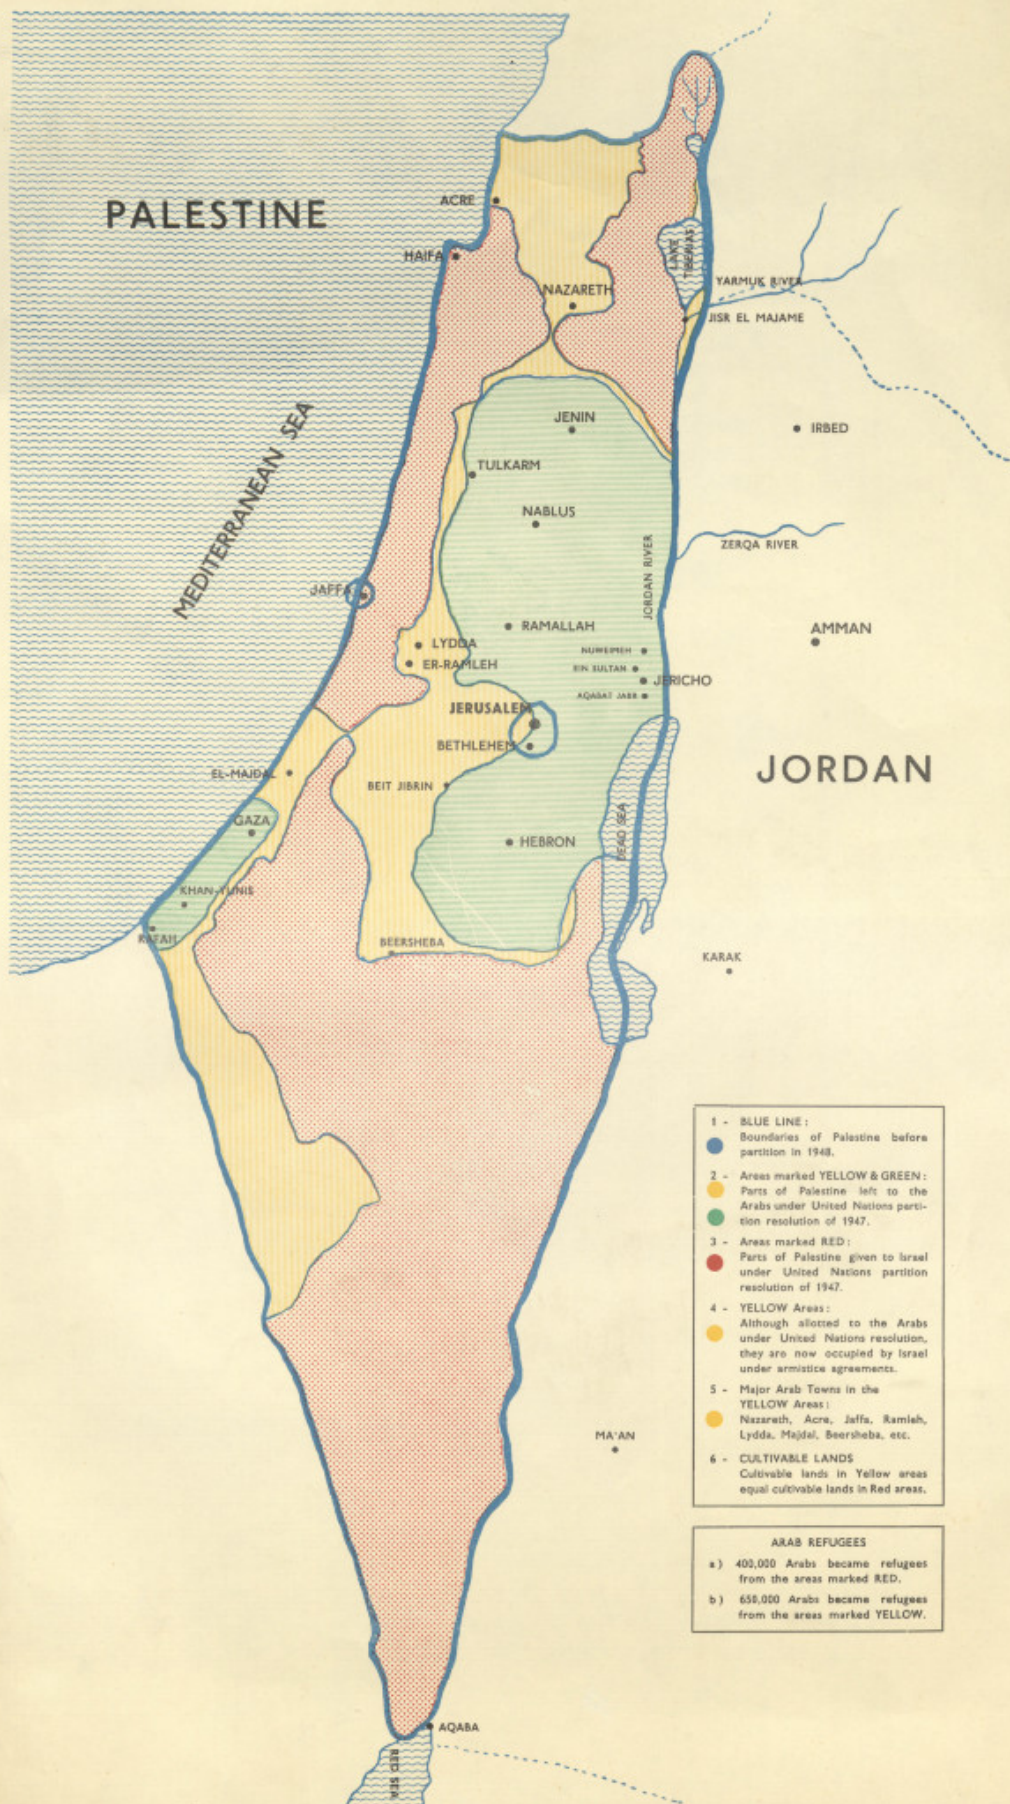 PALESTINE
ACRE
HAIFA
LAKE
TIBERIAS
NAZARETH
YARMUK RIVER
JISR EL MAJAME
MEDITERRANEAN SEA
JENIN
IRBED
TULKARM
NABLUS
JORDAN RIVER
ZERQA RIVER
JAFFA
RAMALLAH
AMMAN
LYDDA
NUWEIMEH
ER-RAMLEH
EIN SULTAN
JERICHO
AQABAT JABR
JERUSALEM
BETHLEHEM
JORDAN
EL-MAJDAL
BEIT JIBRIN
GAZA
DEAD SEA
HEBRON
KHAN-YUNIS
RAFAH
BEERSHEBA
KARAK
1 - BLUE LINE :
Boundaries of Palestine before
partition in 1948.
2 - Areas marked YELLOW & GREEN :
Parts of Palestine left to the
Arabs under United Nations parti-
tion resolution of 1947.
3 - Areas marked RED :
Parts of Palestine given to Israel
under United Nations partition
resolution of 1947.
4 - YELLOW Areas :
Although allotted to the Arabs
under United Nations resolution,
they are now occupied by Israel
under armistice agreements.
5 - Major Arab Towns in the
YELLOW Areas :
Nazareth, Acre, Jaffa, Ramleh,
Lydda, Majdal, Beersheba, etc.
6 - CULTIVABLE LANDS
Cultivable lands in Yellow areas
equal cultivable lands in Red areas.
MA'AN
ARAB REFUGEES
a) 400,000 Arabs became refugees
from the areas marked RED.
b) 650,000 Arabs became refugees
from the areas marked YELLOW.
AQABA
RED SEA